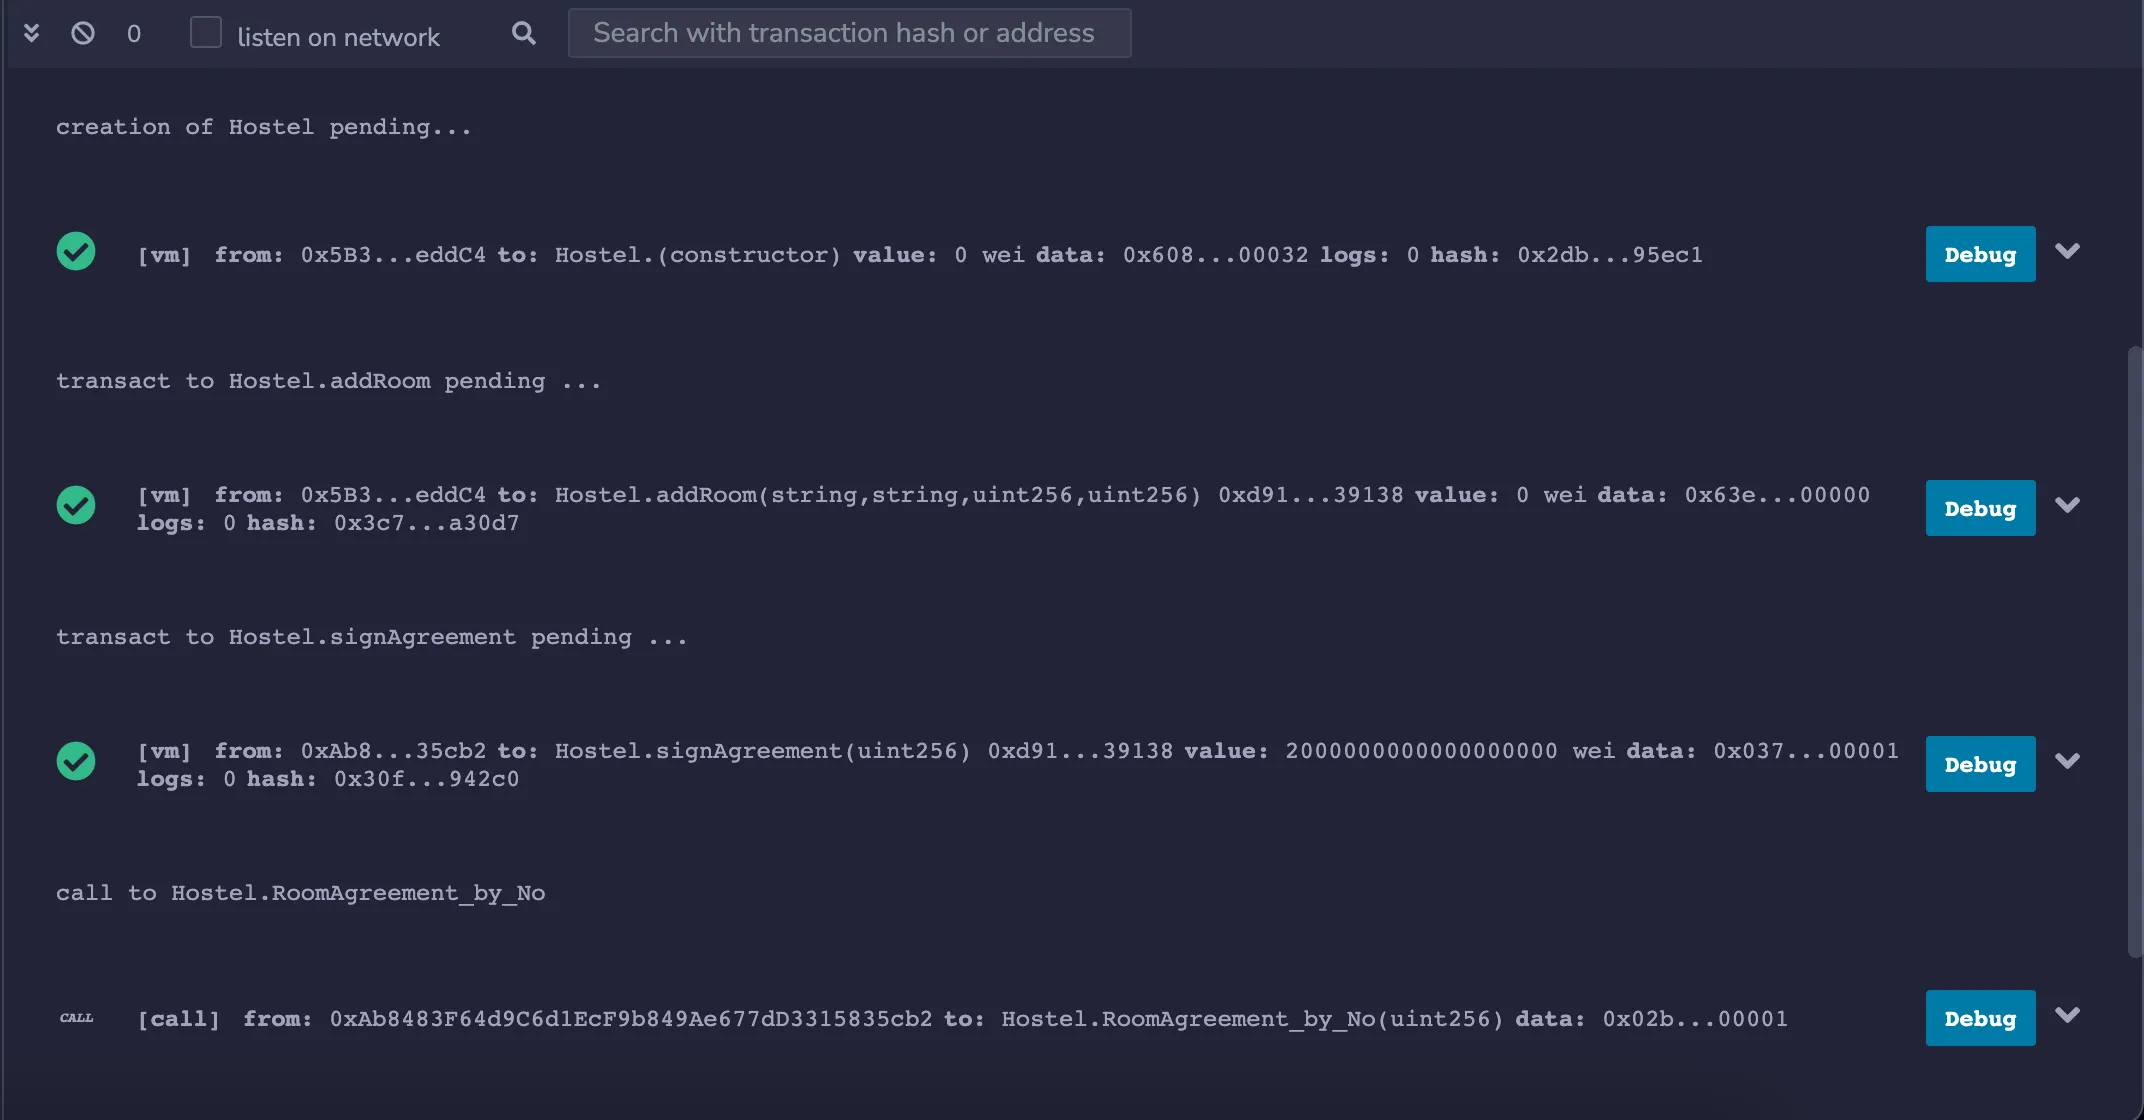 0 listen on network Search with transaction hash or address
creation of Hostel pending...
[vm] from: 0x5B3...eddC4 to: Hostel.(constructor) value: 0 wei data: 0x608...00032 logs: 0 hash: 0x2db...95ec1 Debug
transact to Hostel.addRoom pending ...
[vm] from: 0x5B3...eddC4 to: Hostel.addRoom(string,string,uint256,uint256) 0xd91...39138 value: 0 wei data: 0x63e...00000
logs: 0 hash: 0x3c7...a30d7 Debug
transact to Hostel.signAgreement pending ...
[vm] from: 0xAb8...35cb2 to: Hostel.signAgreement(uint256) 0xd91...39138 value: 2000000000000000000 wei data: 0x037...00001
logs: 0 hash: 0x30f...942c0 Debug
call to Hostel.RoomAgreement_by_No
CALL [call] from: 0xAb8483F64d9C6d1EcF9b849Ae677dD3315835cb2 to: Hostel.RoomAgreement_by_No(uint256) data: 0x02b...00001 Debug